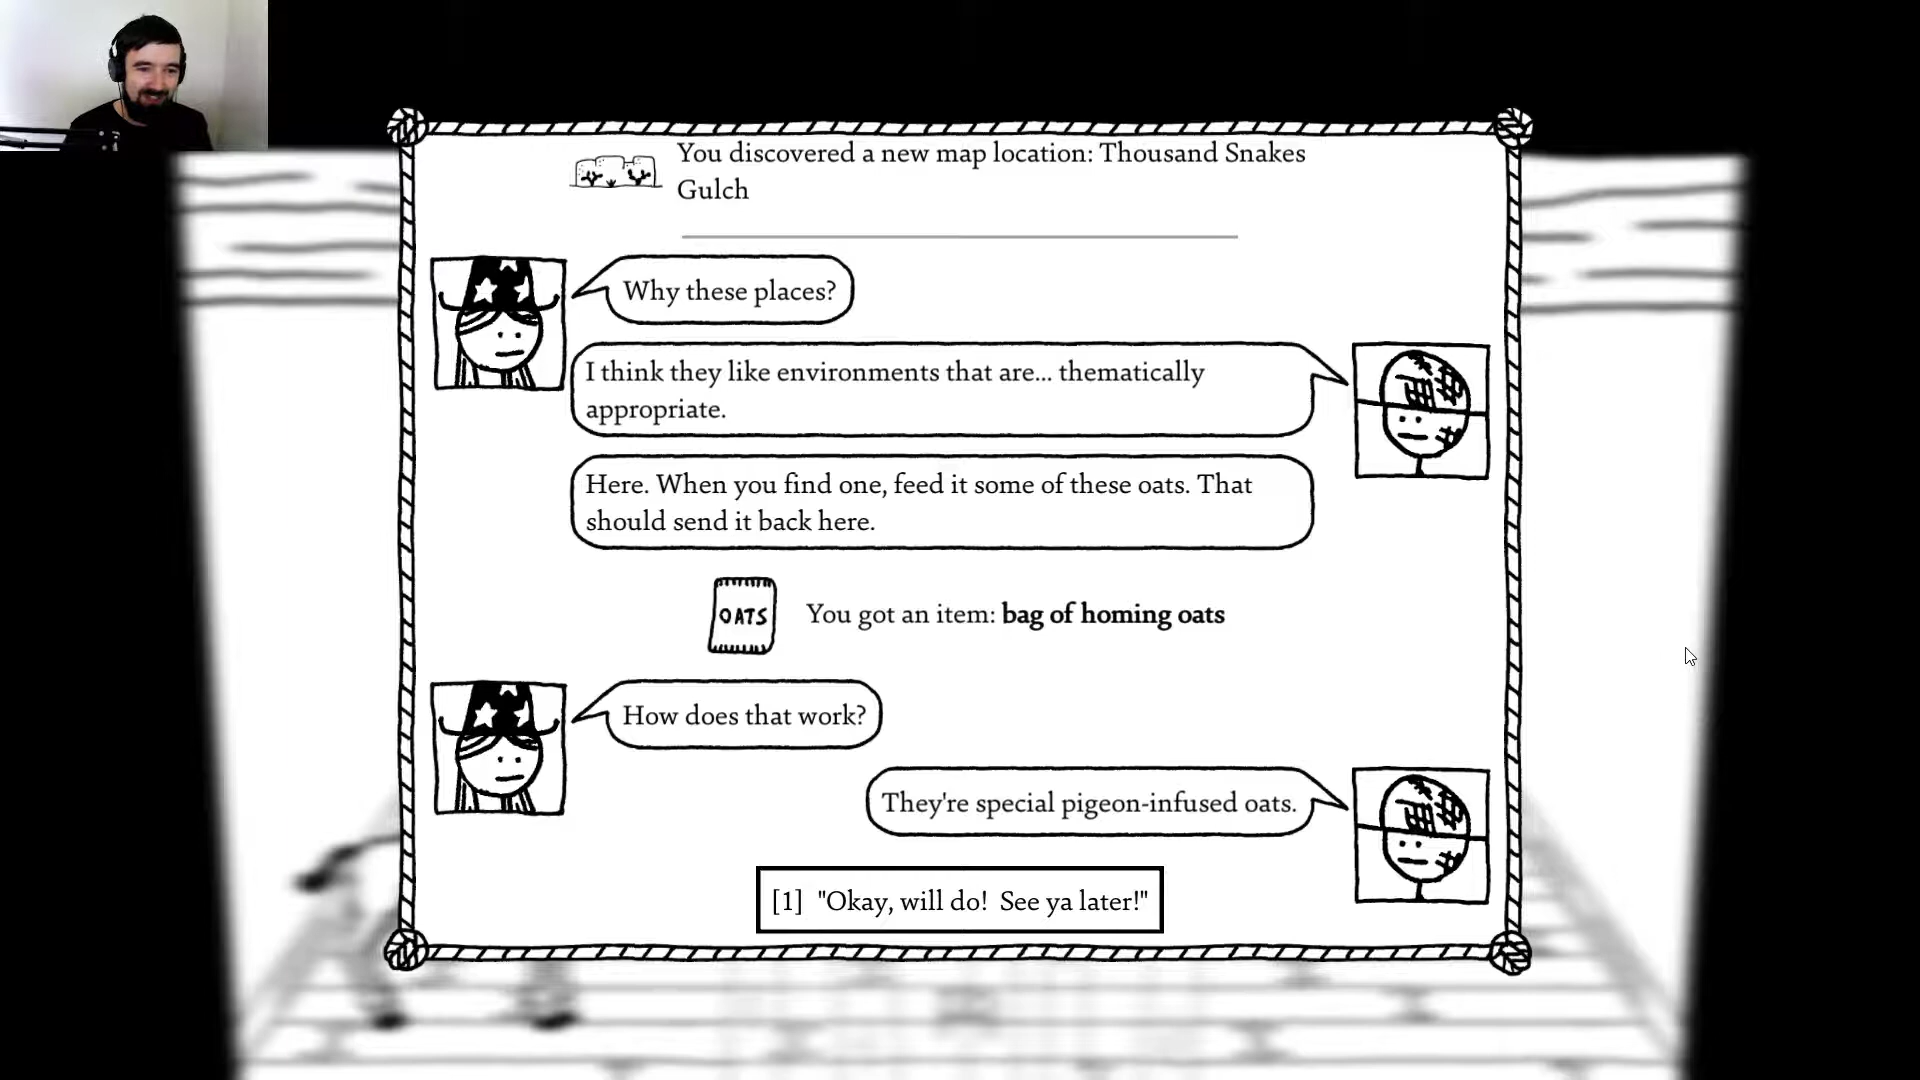 You discovered a new map location: Thousand Snakes
Gulch
Why these places?
I think they like environments that are... thematically
appropriate.
Here. When you find one, feed it some of these oats. That
should send it back here.
OATS
You got an item: bag of homing oats
How does that work?
They're special pigeon-infused oats.
[1] "Okay, will do! See ya later!"